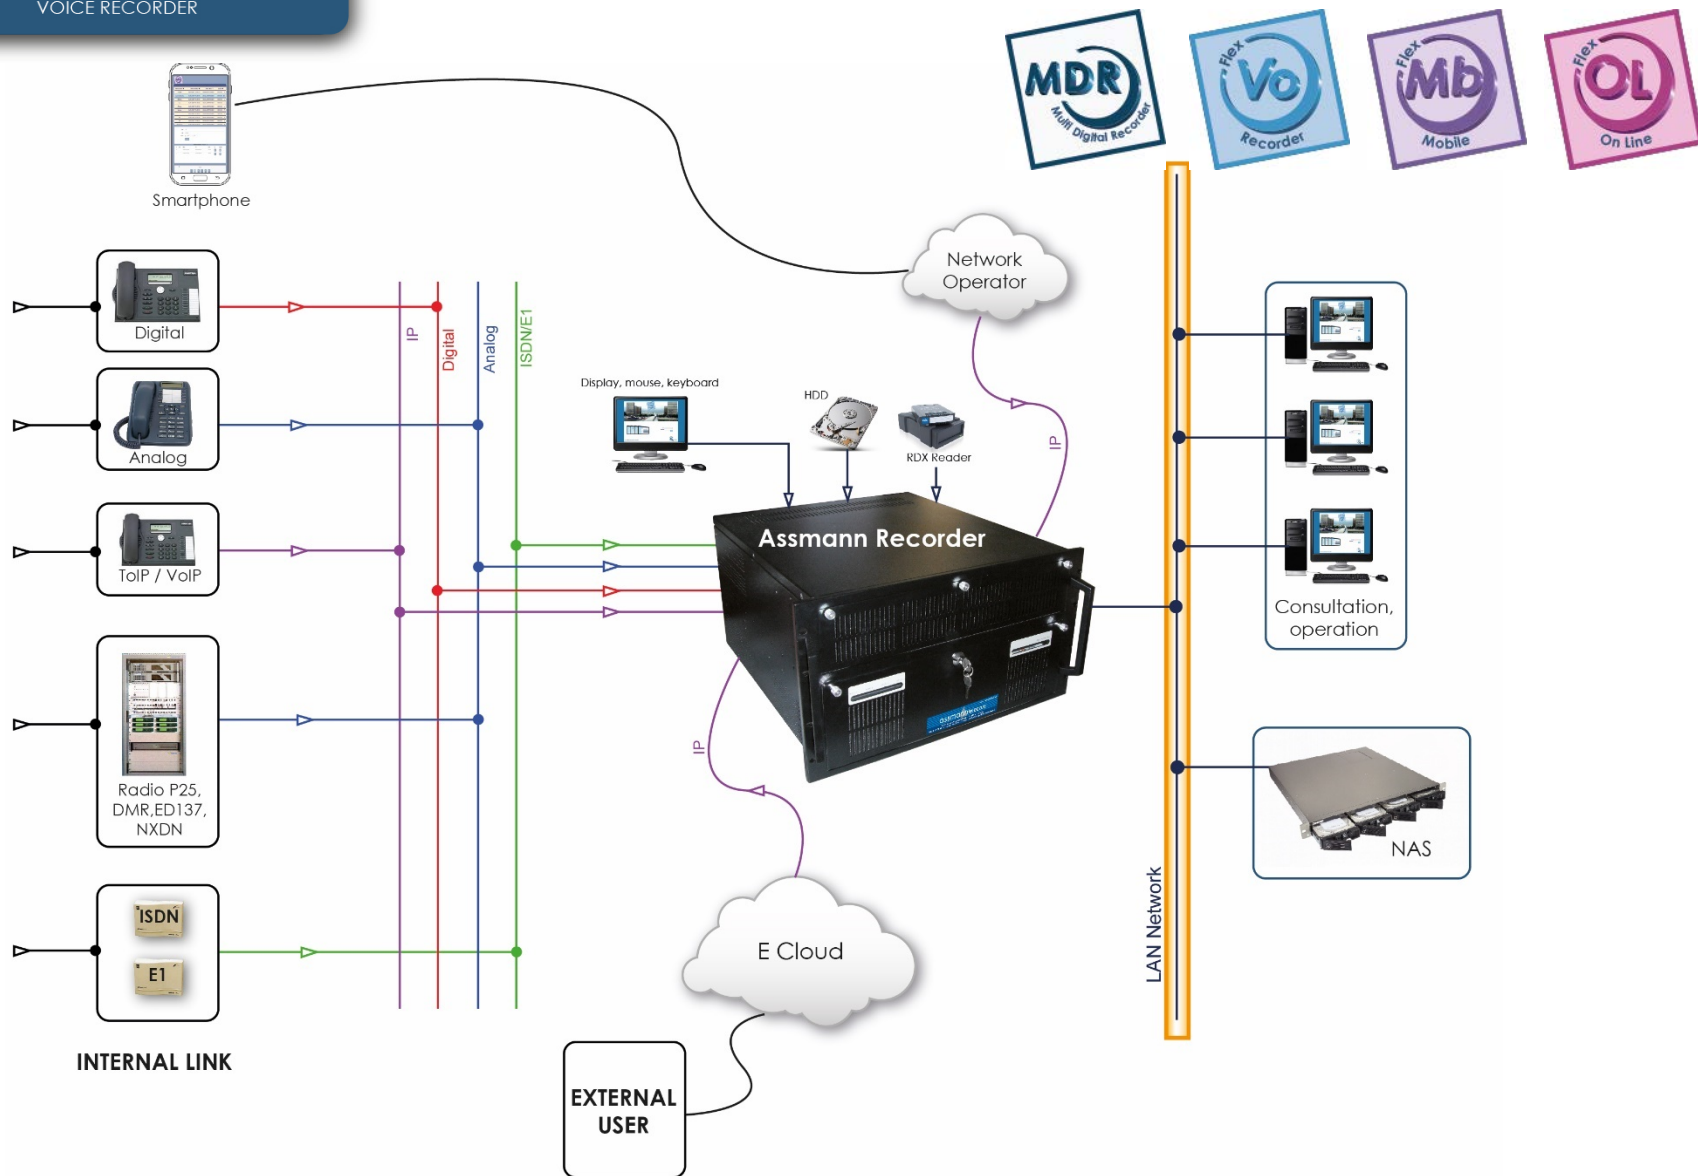 VOICE RECORDER
MDR
Multi Digital Recorder
Flex
Vo
Recorder
Flex
Mb
Mobile
Flex
OL
On Line
Smartphone
Network
Operator
Digital
IP
Digital
Analog
ISDN/E1
Analog
Display, mouse, keyboard
HDD
RDX Reader
IP
Assmann Recorder
ToIP / VoIP
Consultation,
operation
Radio P25,
DMR,ED137,
NXDN
IP
NAS
ISDN
E1
E Cloud
LAN Network
INTERNAL LINK
EXTERNAL
USER